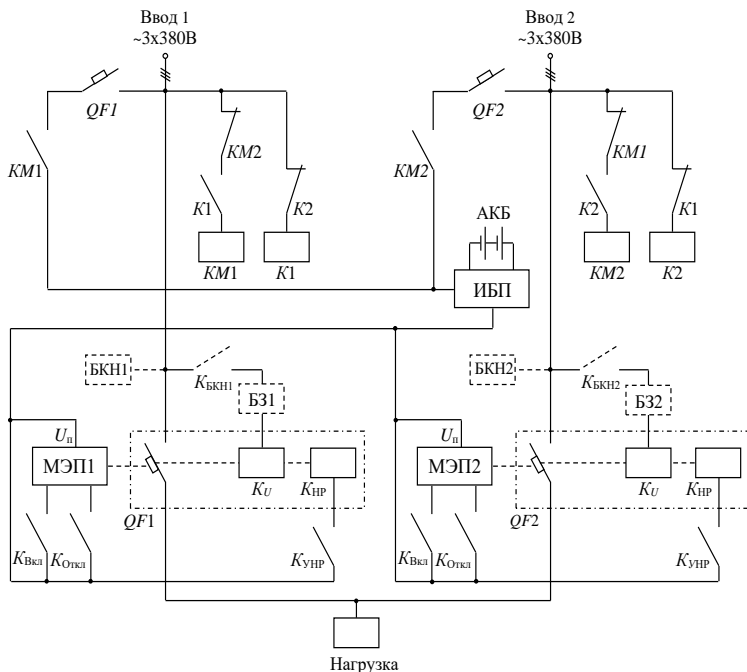 Ввод 1
~3х380В
Ввод 2
~3х380В
QF1
QF2
KM1
KM2
KM2
KM1
K1
K2
K2
K1
АКБ
KM1
K1
ИБП
KM2
K2
БКН1
KБКН1
БЗ1
БКН2
KБКН2
БЗ2
Uп
Uп
МЭП1
МЭП2
KU
KНР
KU
KНР
QF1
QF2
KВкл
KОткл
KУНР
KВкл
KОткл
KУНР
Нагрузка